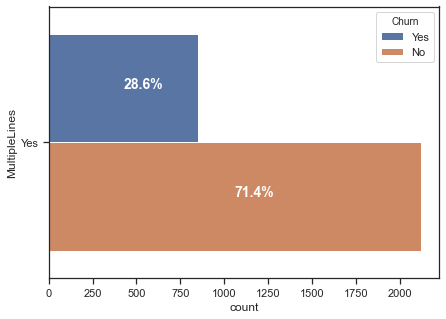 Churn
Yes
No
28.6%
MultipleLines
Yes
71.4%
0 250 500 750 1000 1250 1500 1750 2000
count